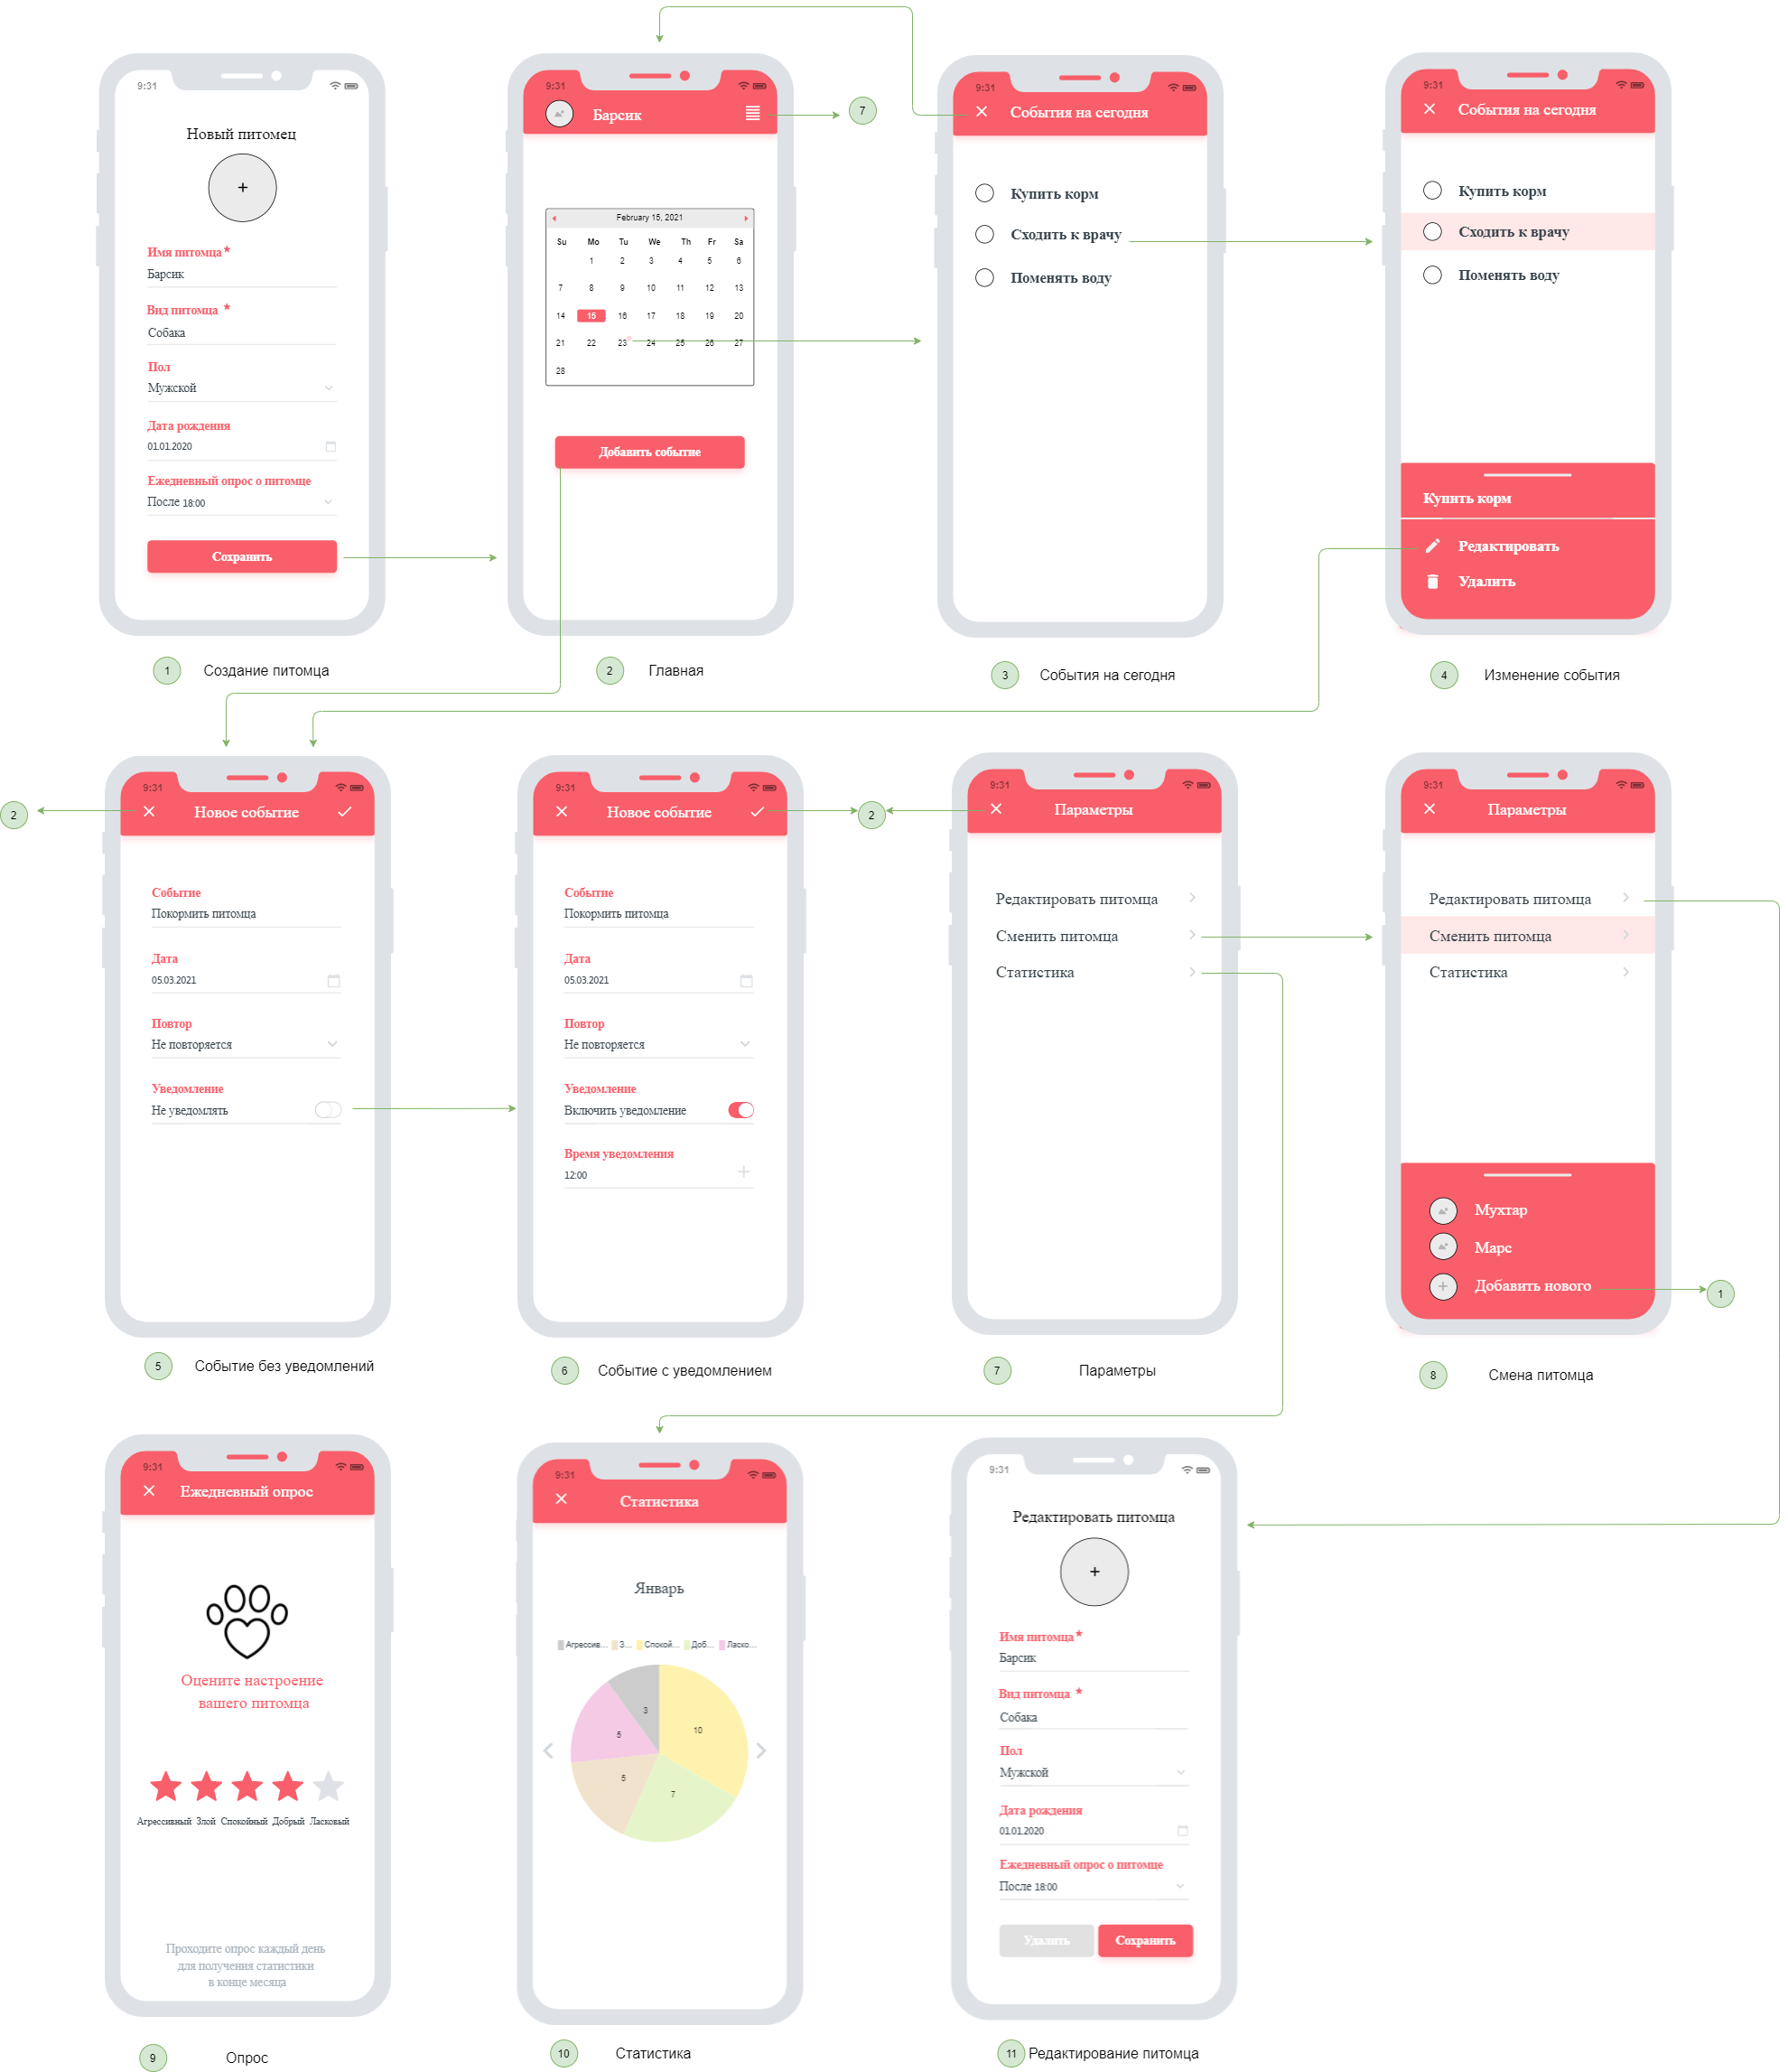 9:31
Новый питомец
+
Имя питомца *
Барсик
Вид питомца *
Собака
Пол
Мужской
Дата рождения
01.01.2020
Ежедневный опрос о питомце
После 18:00
Сохранить
1 Создание питомца
9:31
Барсик
7
February 15, 2021
Su Mo Tu We Th Fr Sa
1 2 3 4 5 6
7 8 9 10 11 12 13
14 15 16 17 18 19 20
21 22 23 24 25 26 27
28
Добавить событие
2 Главная
9:31
События на сегодня
Купить корм
Сходить к врачу
Поменять воду
3 События на сегодня
9:31
События на сегодня
Купить корм
Сходить к врачу
Поменять воду
Купить корм
Редактировать
Удалить
4 Изменение события
2
9:31
Новое событие
Событие
Покормить питомца
Дата
05.03.2021
Повтор
Не повторяется
Уведомление
Не уведомлять
5 Событие без уведомлений
9:31
Новое событие
2
Событие
Покормить питомца
Дата
05.03.2021
Повтор
Не повторяется
Уведомление
Включить уведомление
Время уведомления
12:00
6 Событие с уведомлением
9:31
Параметры
Редактировать питомца
Сменить питомца
Статистика
7 Параметры
9:31
Параметры
Редактировать питомца
Сменить питомца
Статистика
Мухтар
Марс
Добавить нового
1
8 Смена питомца
9:31
Ежедневный опрос
Оцените настроение
вашего питомца
Агрессивный Злой Спокойный Добрый Ласковый
Проходите опрос каждый день
для получения статистики
в конце месяца
9 Опрос
9:31
Статистика
Январь
Агрессив... З... Спокой... Доб... Ласко...
3
10
5
5
7
10 Статистика
9:31
Редактировать питомца
+
Имя питомца *
Барсик
Вид питомца *
Собака
Пол
Мужской
Дата рождения
01.01.2020
Ежедневный опрос о питомце
После 18:00
Удалить Сохранить
11 Редактирование питомца